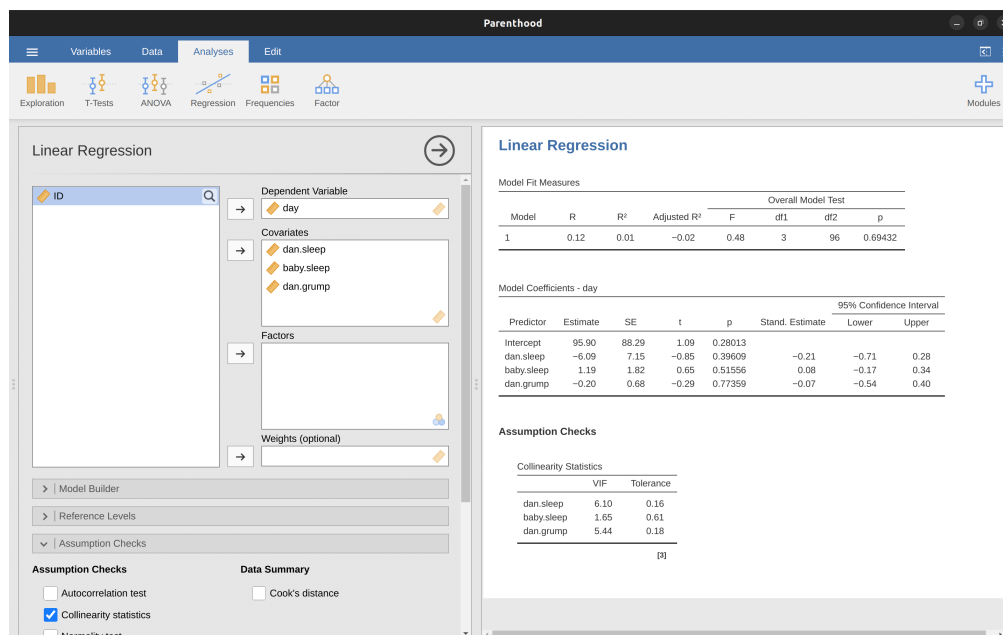 Parenthood
Variables Data Analyses Edit
Exploration T-Tests ANOVA Regression Frequencies Factor Modules
Linear Regression
ID
Dependent Variable
day
Covariates
dan.sleep
baby.sleep
dan.grump
Factors
Weights (optional)
Model Builder
Reference Levels
Assumption Checks
Assumption Checks Data Summary
Autocorrelation test Cook's distance
Collinearity statistics
Normality test
Linear Regression
Model Fit Measures
Overall Model Test
Model R R² Adjusted R² F df1 df2 p
1 0.12 0.01 −0.02 0.48 3 96 0.69432
Model Coefficients - day
95% Confidence Interval
Predictor Estimate SE t p Stand. Estimate Lower Upper
Intercept 95.90 88.29 1.09 0.28013
dan.sleep −6.09 7.15 −0.85 0.39609 −0.21 −0.71 0.28
baby.sleep 1.19 1.82 0.65 0.51556 0.08 −0.17 0.34
dan.grump −0.20 0.68 −0.29 0.77359 −0.07 −0.54 0.40
Assumption Checks
Collinearity Statistics
VIF Tolerance
dan.sleep 6.10 0.16
baby.sleep 1.65 0.61
dan.grump 5.44 0.18
[3]